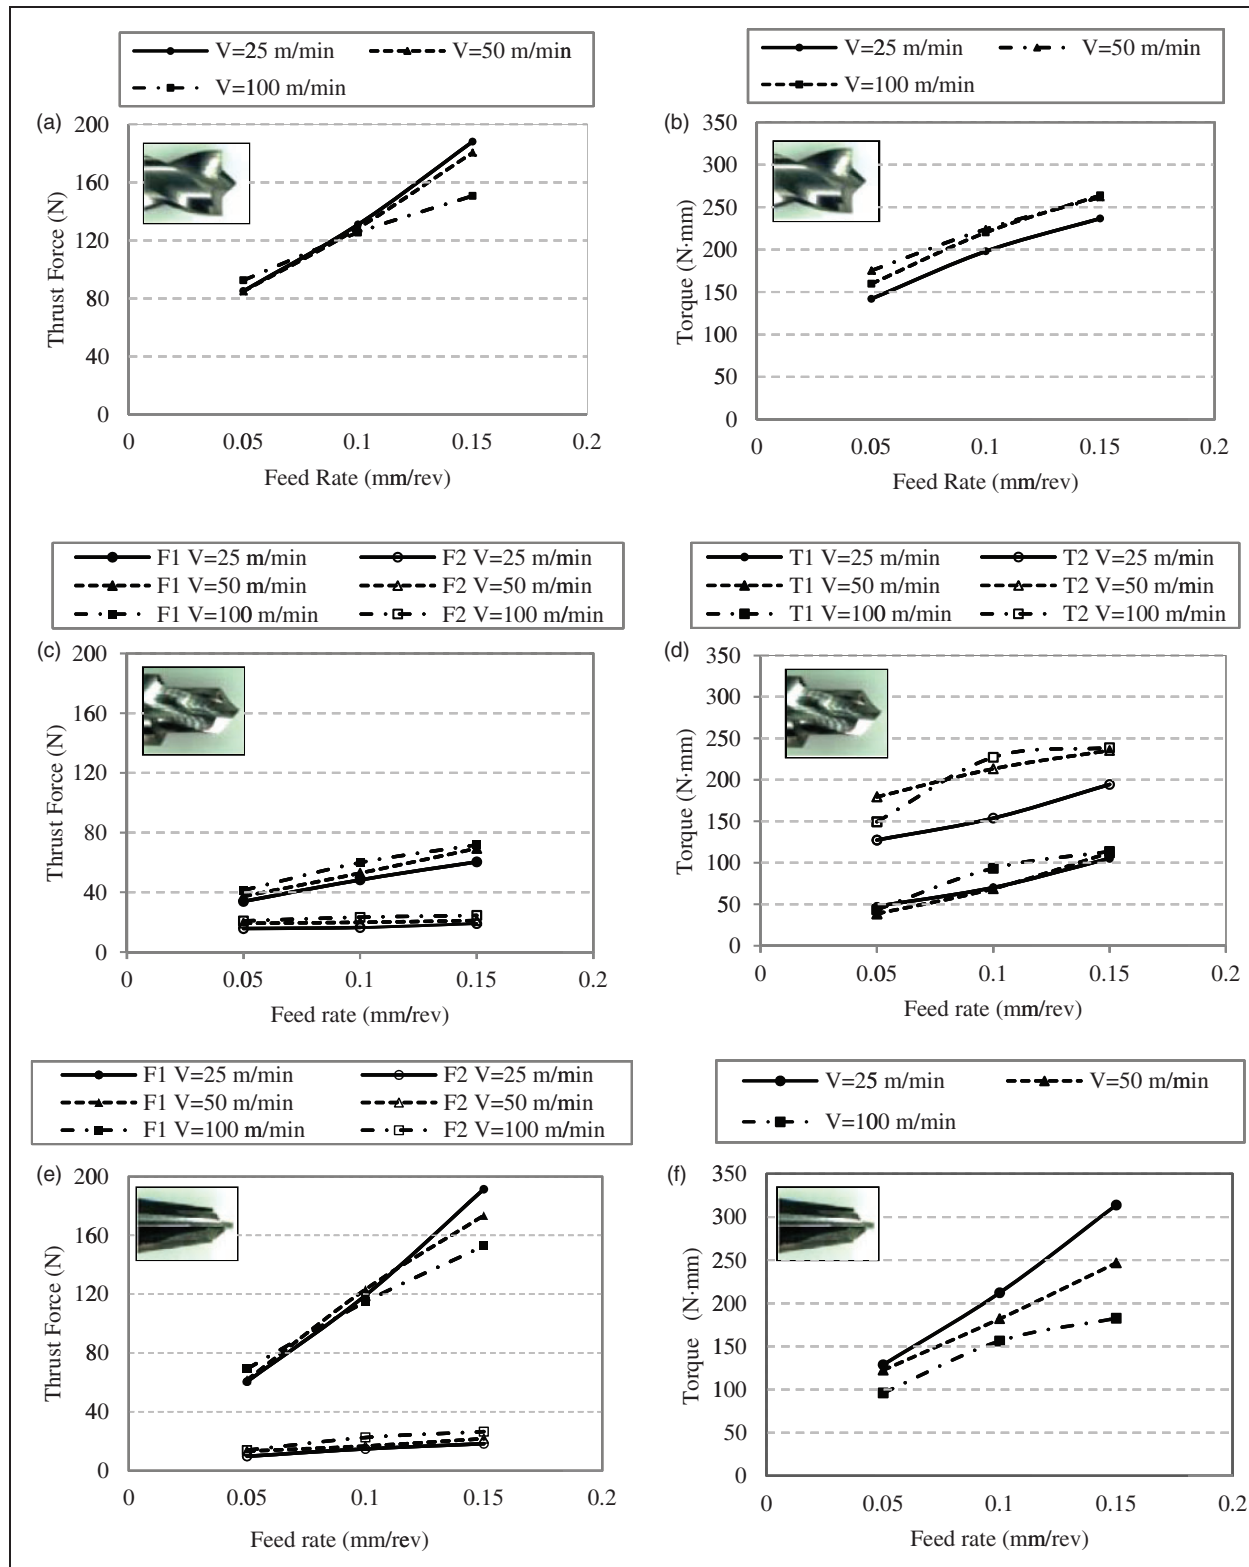 V=25 m/min V=50 m/min
V=100 m/min
(a)
200
160
120
80
40
0
Thrust Force (N)
0 0.05 0.1 0.15 0.2
Feed Rate (mm/rev)
V=25 m/min V=50 m/min
V=100 m/min
(b)
350
300
250
200
150
100
50
0
Torque (N·mm)
0 0.05 0.1 0.15 0.2
Feed Rate (mm/rev)
F1 V=25 m/min F2 V=25 m/min
F1 V=50 m/min F2 V=50 m/min
F1 V=100 m/min F2 V=100 m/min
(c)
200
160
120
80
40
0
Thrust Force (N)
0 0.05 0.1 0.15 0.2
Feed rate (mm/rev)
T1 V=25 m/min T2 V=25 m/min
T1 V=50 m/min T2 V=50 m/min
T1 V=100 m/min T2 V=100 m/min
(d)
350
300
250
200
150
100
50
0
Torque (N·mm)
0 0.05 0.1 0.15 0.2
Feed rate (mm/rev)
F1 V=25 m/min F2 V=25 m/min
F1 V=50 m/min F2 V=50 m/min
F1 V=100 m/min F2 V=100 m/min
(e)
200
160
120
80
40
0
Thrust Force (N)
0 0.05 0.1 0.15 0.2
Feed rate (mm/rev)
V=25 m/min V=50 m/min
V=100 m/min
(f)
350
300
250
200
150
100
50
0
Torque (N·mm)
0 0.05 0.1 0.15 0.2
Feed rate (mm/rev)